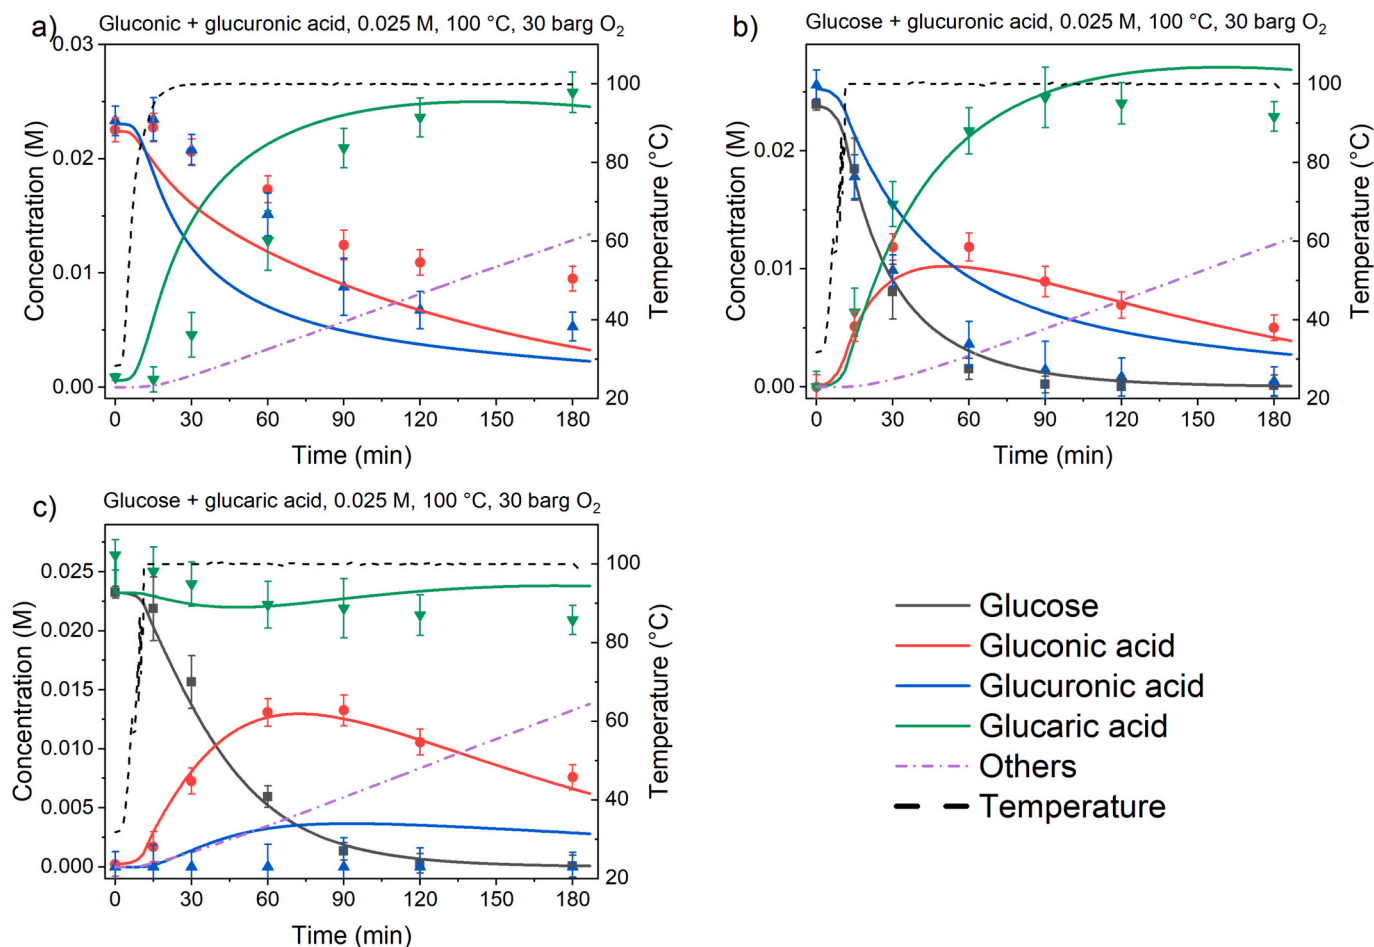 a)
Gluconic + glucuronic acid, 0.025 M, 100 °C, 30 barg O2
0.03
0.02
0.01
0.00
Concentration (M)
100
80
60
40
20
Temperature (°C)
0 30 60 90 120 150 180
Time (min)
b)
Glucose + glucuronic acid, 0.025 M, 100 °C, 30 barg O2
0.02
0.01
0.00
Concentration (M)
100
80
60
40
20
Temperature (°C)
0 30 60 90 120 150 180
Time (min)
c)
Glucose + glucaric acid, 0.025 M, 100 °C, 30 barg O2
0.025
0.020
0.015
0.010
0.005
0.000
Concentration (M)
100
80
60
40
20
Temperature (°C)
0 30 60 90 120 150 180
Time (min)
Glucose
Gluconic acid
Glucuronic acid
Glucaric acid
Others
Temperature